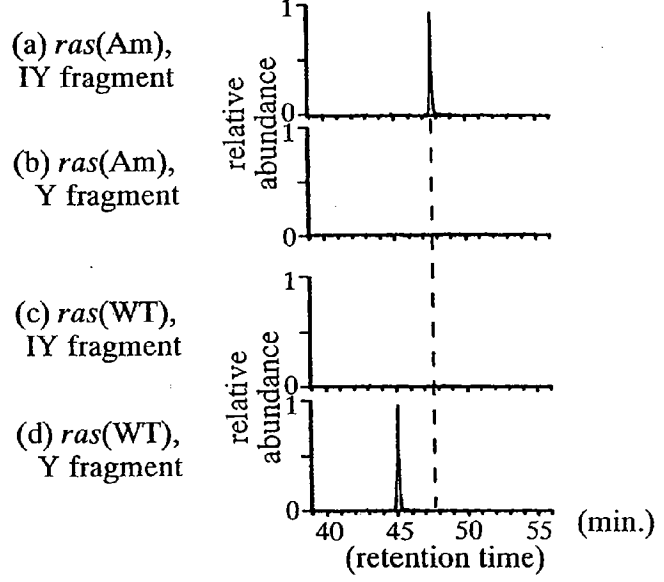 (a) ras(Am),
IY fragment
(b) ras(Am),
Y fragment
(c) ras(WT),
IY fragment
(d) ras(WT),
Y fragment
relative
abundance
1
0
1
0
relative
abundance
1
0
1
0
40 45 50 55 (min.)
(retention time)